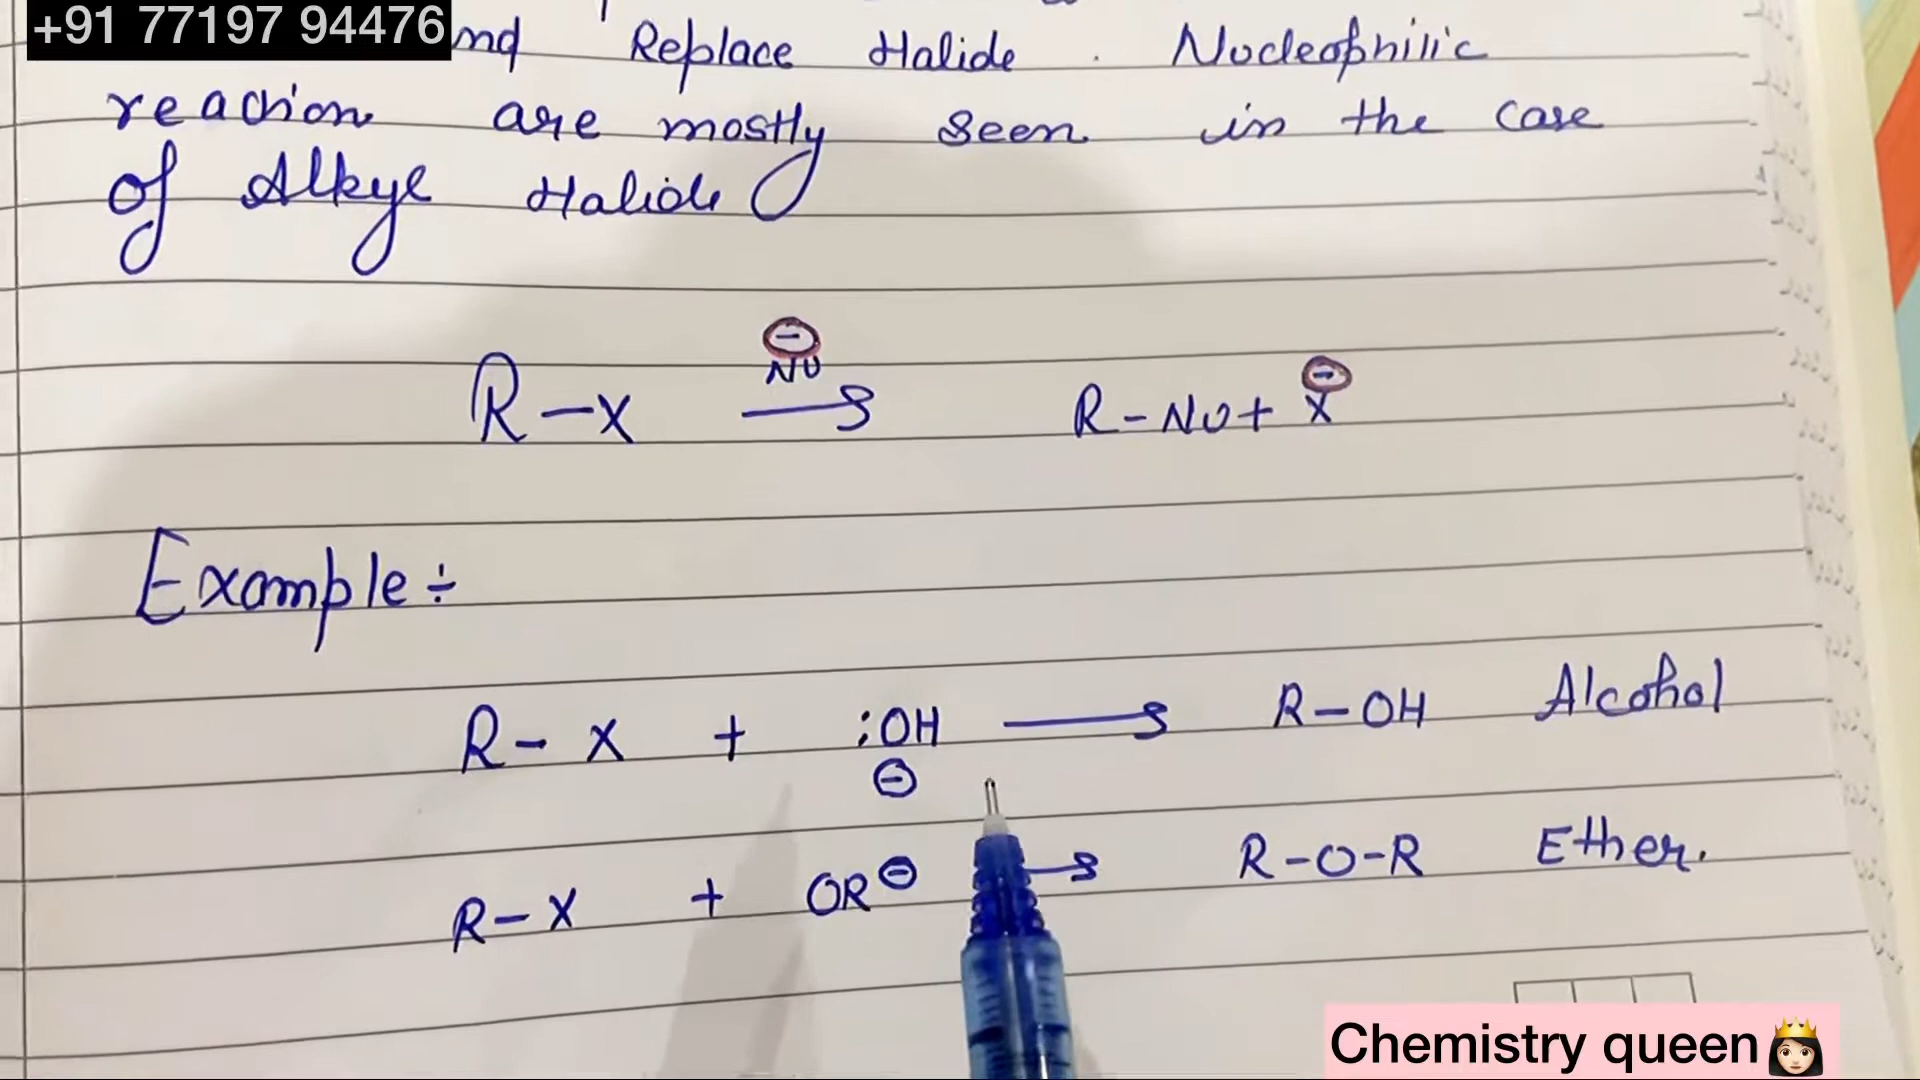 +91 77197 94476
and Replace Halide . Nucleophilic
reaction are mostly seen in the case
of Alkyl Halide
⊖
R-X Nu → R-Nu + X ⊖
Example ÷
R-X + :OH ⊖ → R-OH Alcohol
R-X + OR⊖ → R-O-R Ether.
Chemistry queen👸🏻